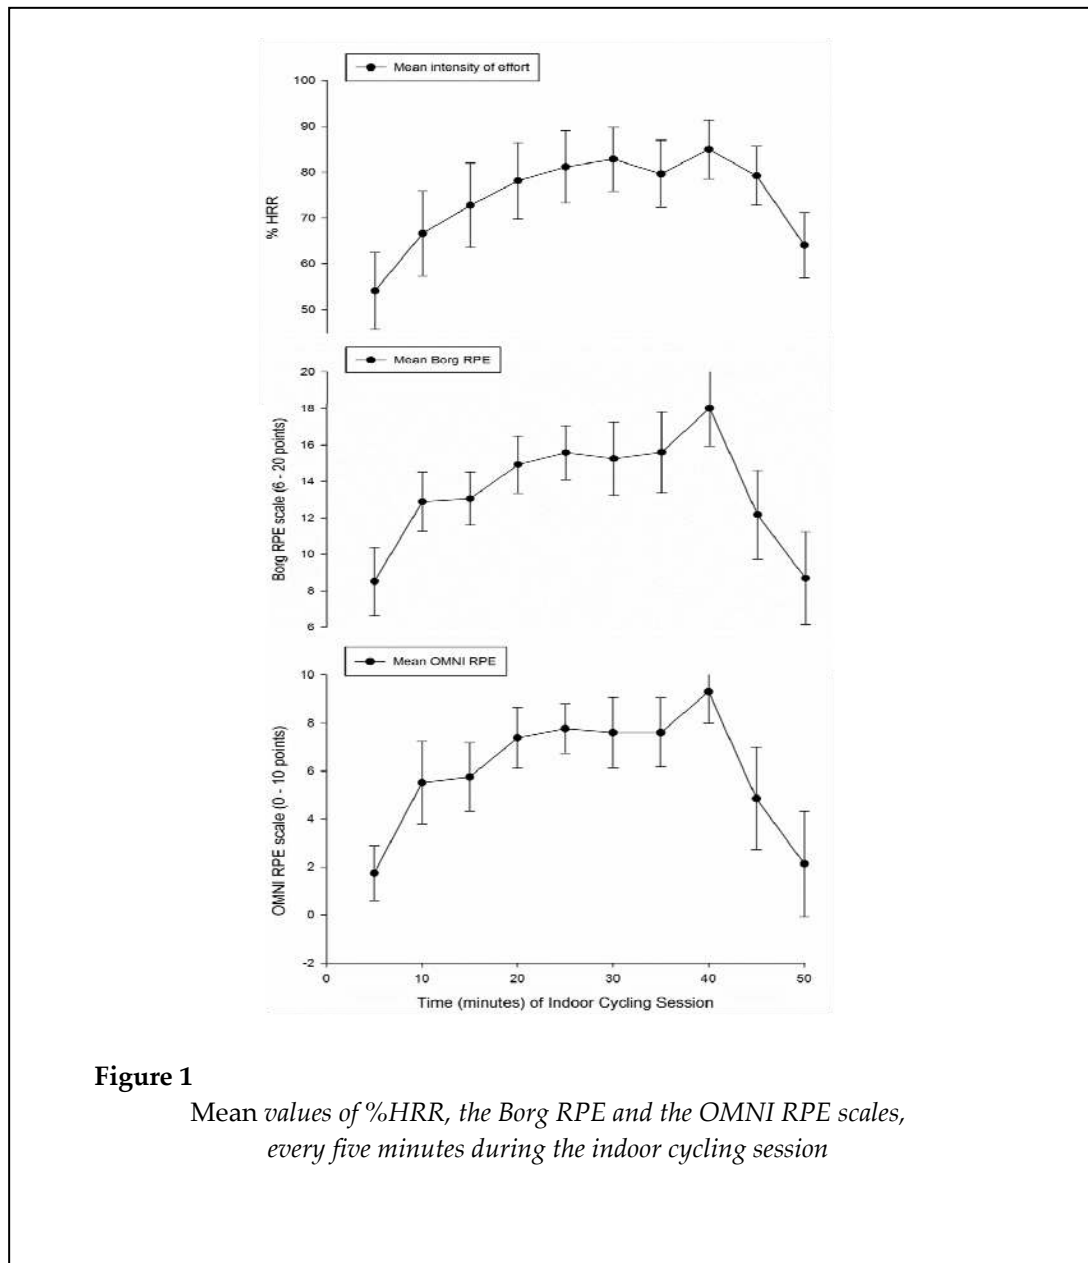 Mean intensity of effort
100
90
80
70
60
50
% HRR
Mean Borg RPE
20
18
16
14
12
10
8
6
Borg RPE scale (6 - 20 points)
Mean OMNI RPE
10
8
6
4
2
0
-2
OMNI RPE scale (0 - 10 points)
0 10 20 30 40 50
Time (minutes) of Indoor Cycling Session
Figure 1
Mean values of %HRR, the Borg RPE and the OMNI RPE scales,
every five minutes during the indoor cycling session